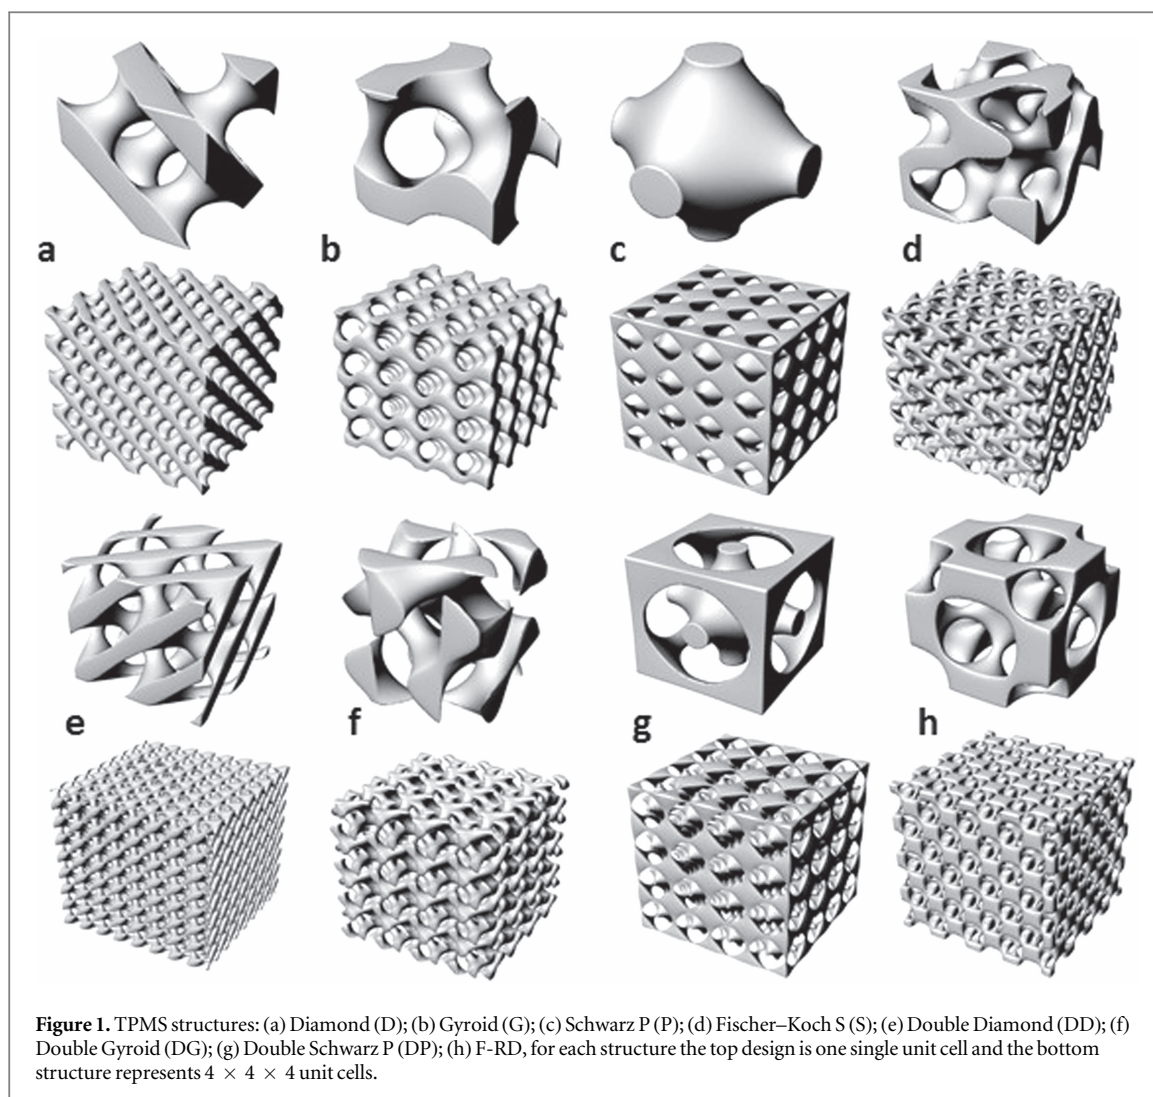 a
b
c
d
e
f
g
h
Figure 1. TPMS structures: (a) Diamond (D); (b) Gyroid (G); (c) Schwarz P (P); (d) Fischer–Koch S (S); (e) Double Diamond (DD); (f)
Double Gyroid (DG); (g) Double Schwarz P (DP); (h) F-RD, for each structure the top design is one single unit cell and the bottom
structure represents 4 × 4 × 4 unit cells.